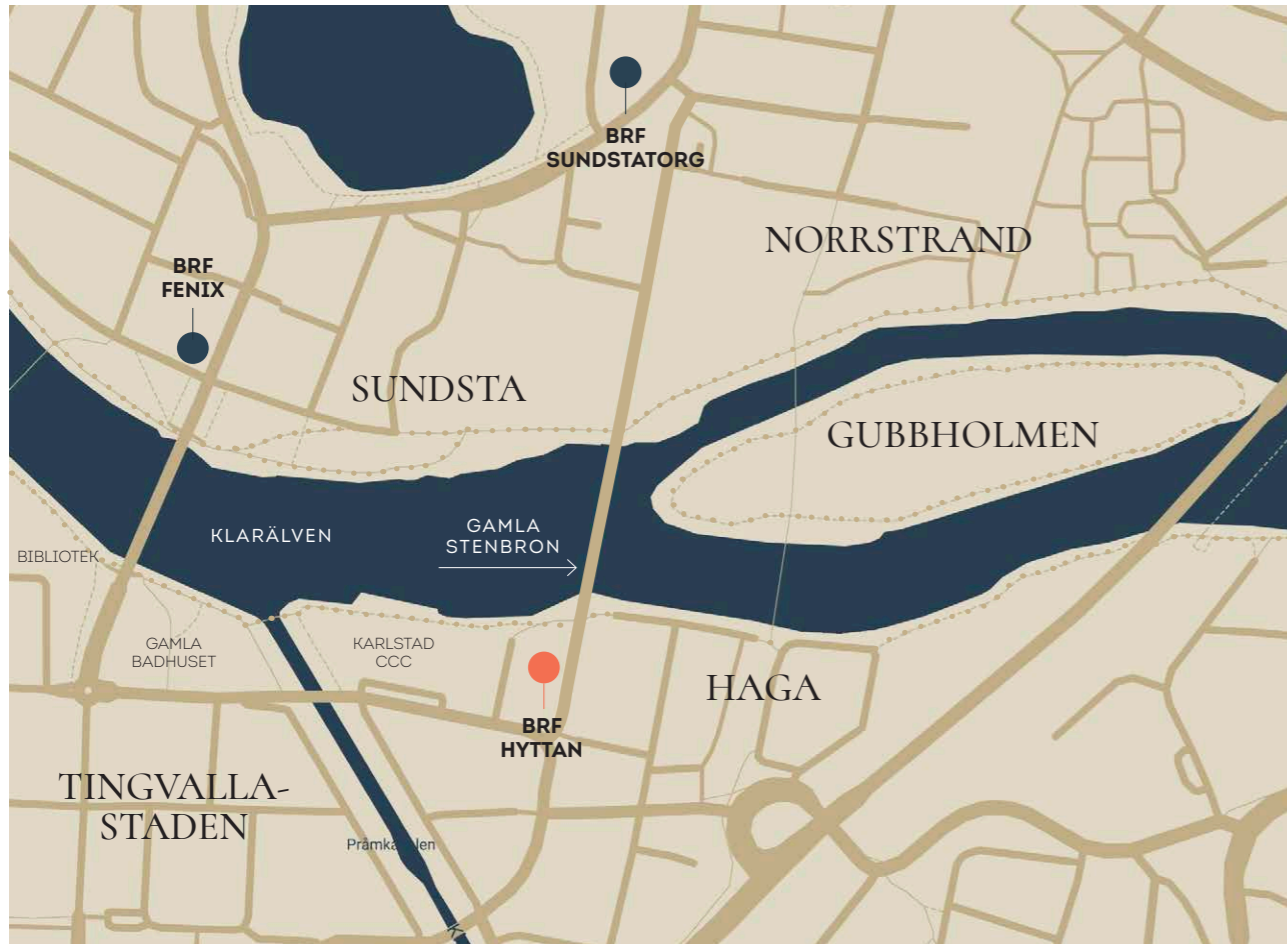 BRF
SUNDSTATORG
NORRSTRAND
BRF
FENIX
SUNDSTA
GUBBHOLMEN
KLARÄLVEN
GAMLA
STENBRON
BIBLIOTEK
GAMLA
BADHUSET
KARLSTAD
CCC
HAGA
BRF
HYTTAN
TINGVALLA-
STADEN